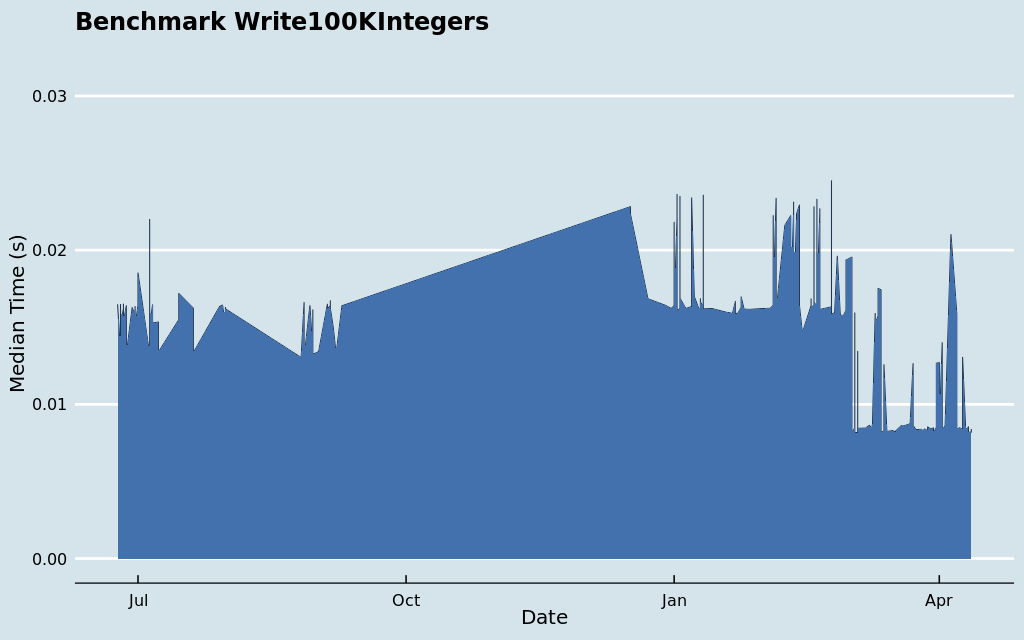 Benchmark Write100KIntegers
0.03
0.02
0.01
0.00
Median Time (s)
Jul
Oct
Jan
Apr
Date